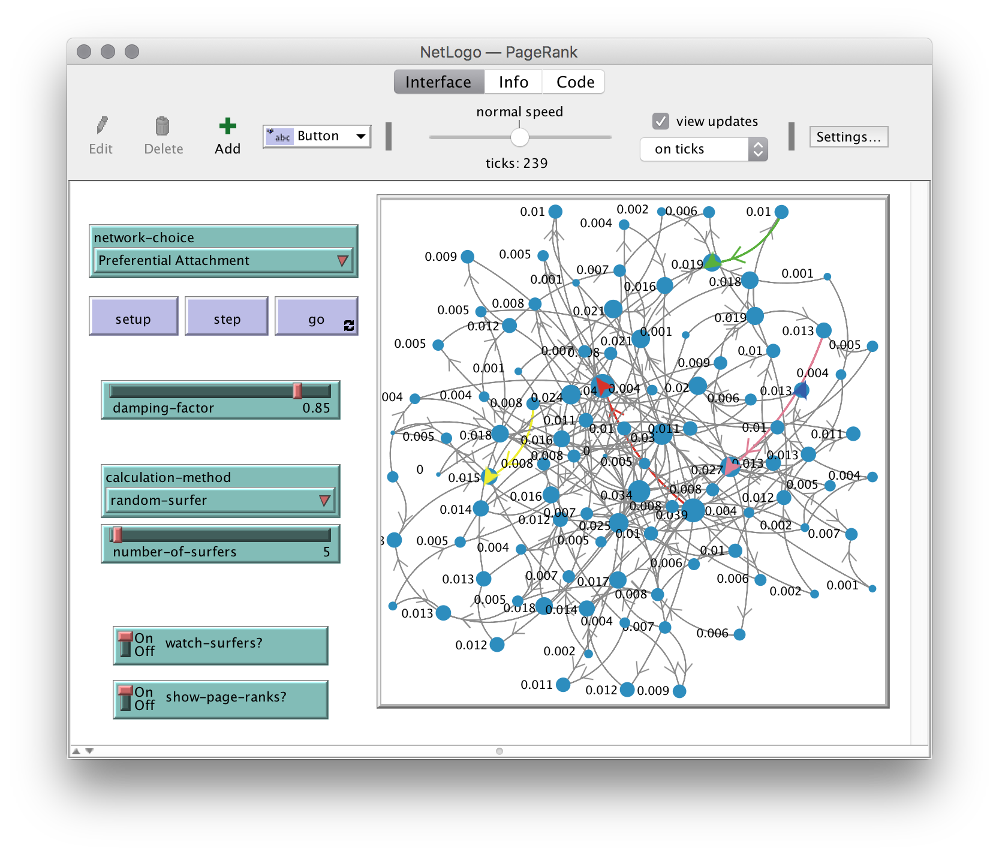 NetLogo — PageRank
Interface Info Code
normal speed
view updates
Edit Delete Add abc Button on ticks Settings...
ticks: 239
network-choice
Preferential Attachment
setup step go
damping-factor 0.85
calculation-method
random-surfer
number-of-surfers 5
On
Off
watch-surfers?
On
Off
show-page-ranks?
0.01 0.002 0.006 0.01
0.004
0.009 0.005 0.019
0.007 0.001
0.001 0.016 0.018
0.008
0.005 0.021 0.019
0.012 0.001 0.013
0.005 0.021 0.005
0.007 0.01
0.001 0.009
0.004
004 0.004 0.008 0.024 0.004 0.02 0.006 0.013
0.011
0.005 0.018 0.016 0.01 0.03 0.011 0.01 0.011
0 0.015 0.008 0.008 0 0.005 0.027 0.013 0.013
0.004
0.016 0.034 0.008 0.012 0.005
0.014 0.012 0.007 0.008 0.039 0.004
0.025 0.01 0.002 0.007
0.005 0.004 0.005 0.01
0.006
0.013 0.007 0.017 0.006 0.002 0.001
0.005 0.008
0.013 0.018 0.014
0.004 0.007 0.006
0.012 0.002
0.011 0.012 0.009